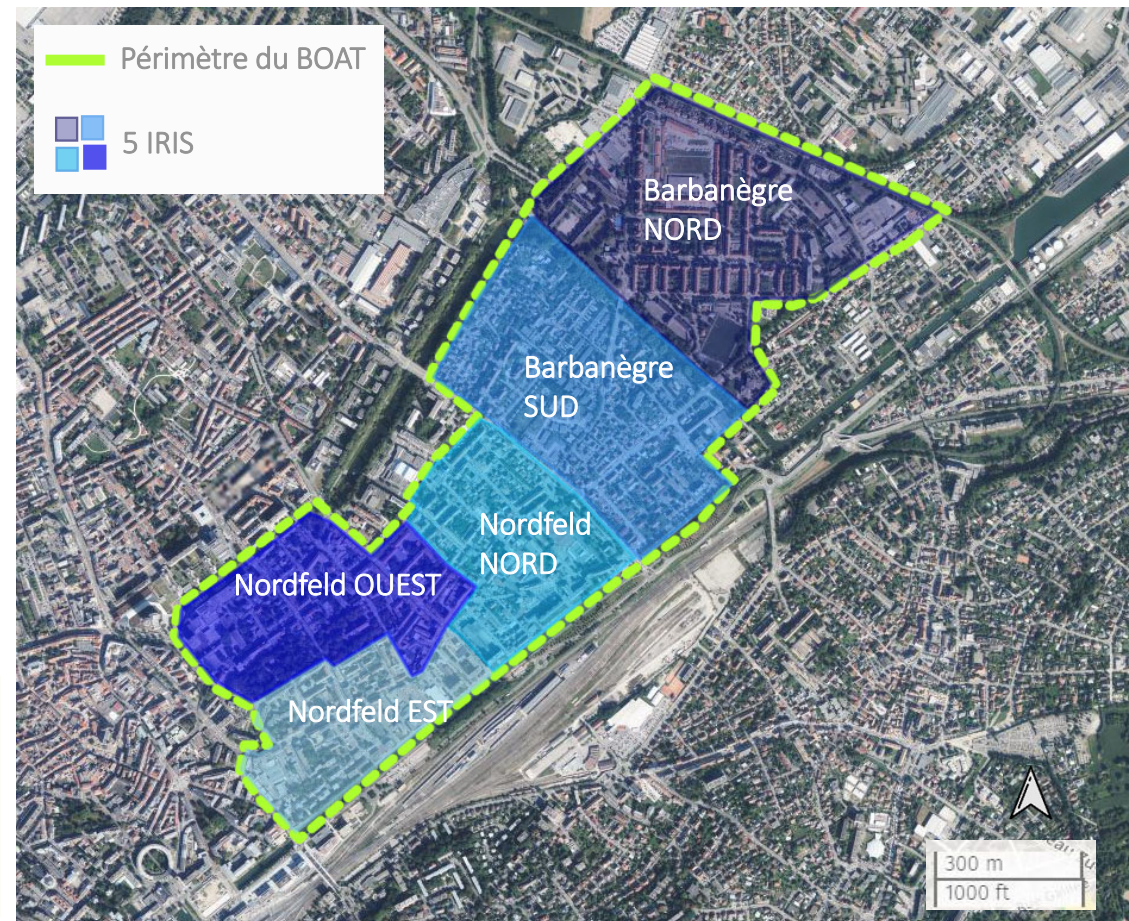 Périmètre du BOAT
5 IRIS
Barbanègre
NORD
Barbanègre
SUD
Nordfeld
NORD
Nordfeld OUEST
Nordfeld EST
300 m
1000 ft